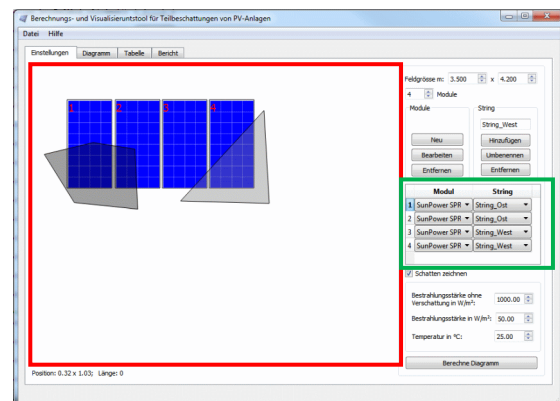 Berechnungs- und Visualisieruntstool für Teilbeschattungen von PV-Anlagen
Datei Hilfe
Einstellungen Diagramm Tabelle Bericht
Feldgrösse m: 3.500 x 4.200
4 Module
Module String
String_West
Neu Hinzufügen
Bearbeiten Umbenennen
Entfernen Entfernen
1 2 3 4
Modul String
1 SunPower SPR String_Ost
2 SunPower SPR String_Ost
3 SunPower SPR String_West
4 SunPower SPR String_West
Schatten zeichnen
Bestrahlungsstärke ohne
Verschattung in W/m²: 1000.00
Bestrahlungsstärke in W/m²: 50.00
Temperatur in °C: 25.00
Berechne Diagramm
Position: 0.32 x 1.03; Länge: 0